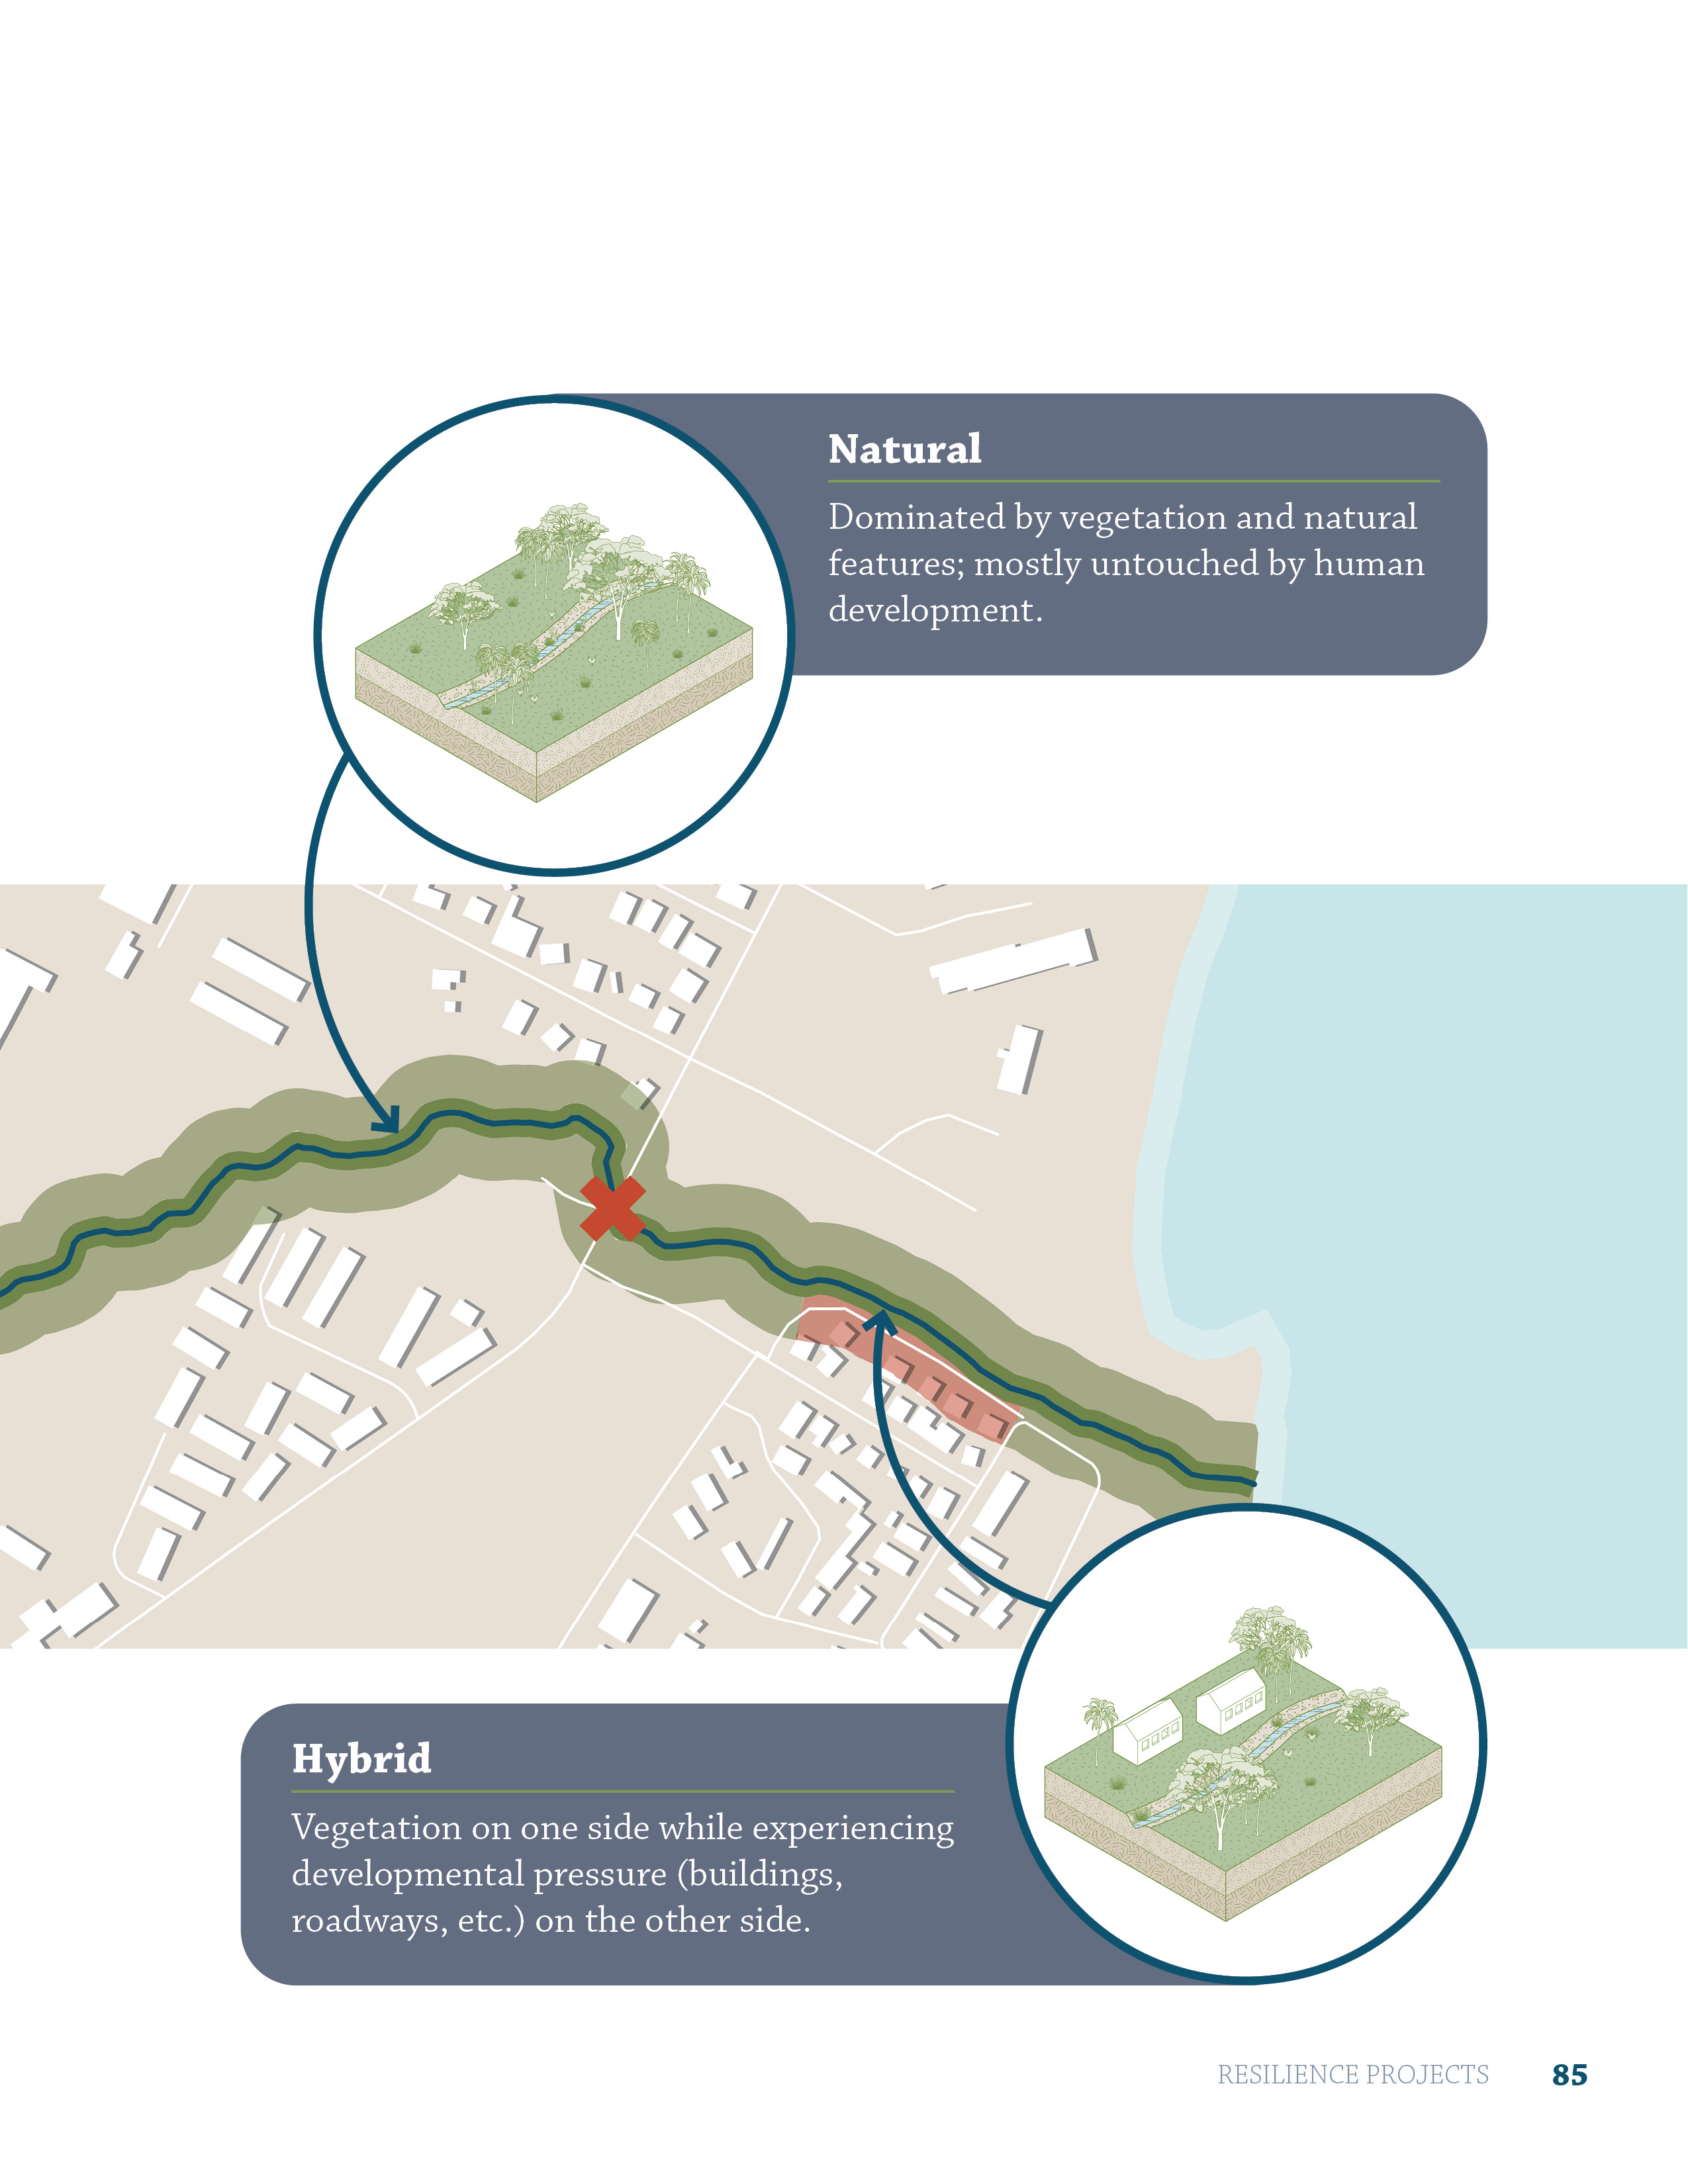 Natural
Dominated by vegetation and natural
features; mostly untouched by human
development.
Hybrid
Vegetation on one side while experiencing
developmental pressure (buildings,
roadways, etc.) on the other side.
RESILIENCE PROJECTS 85